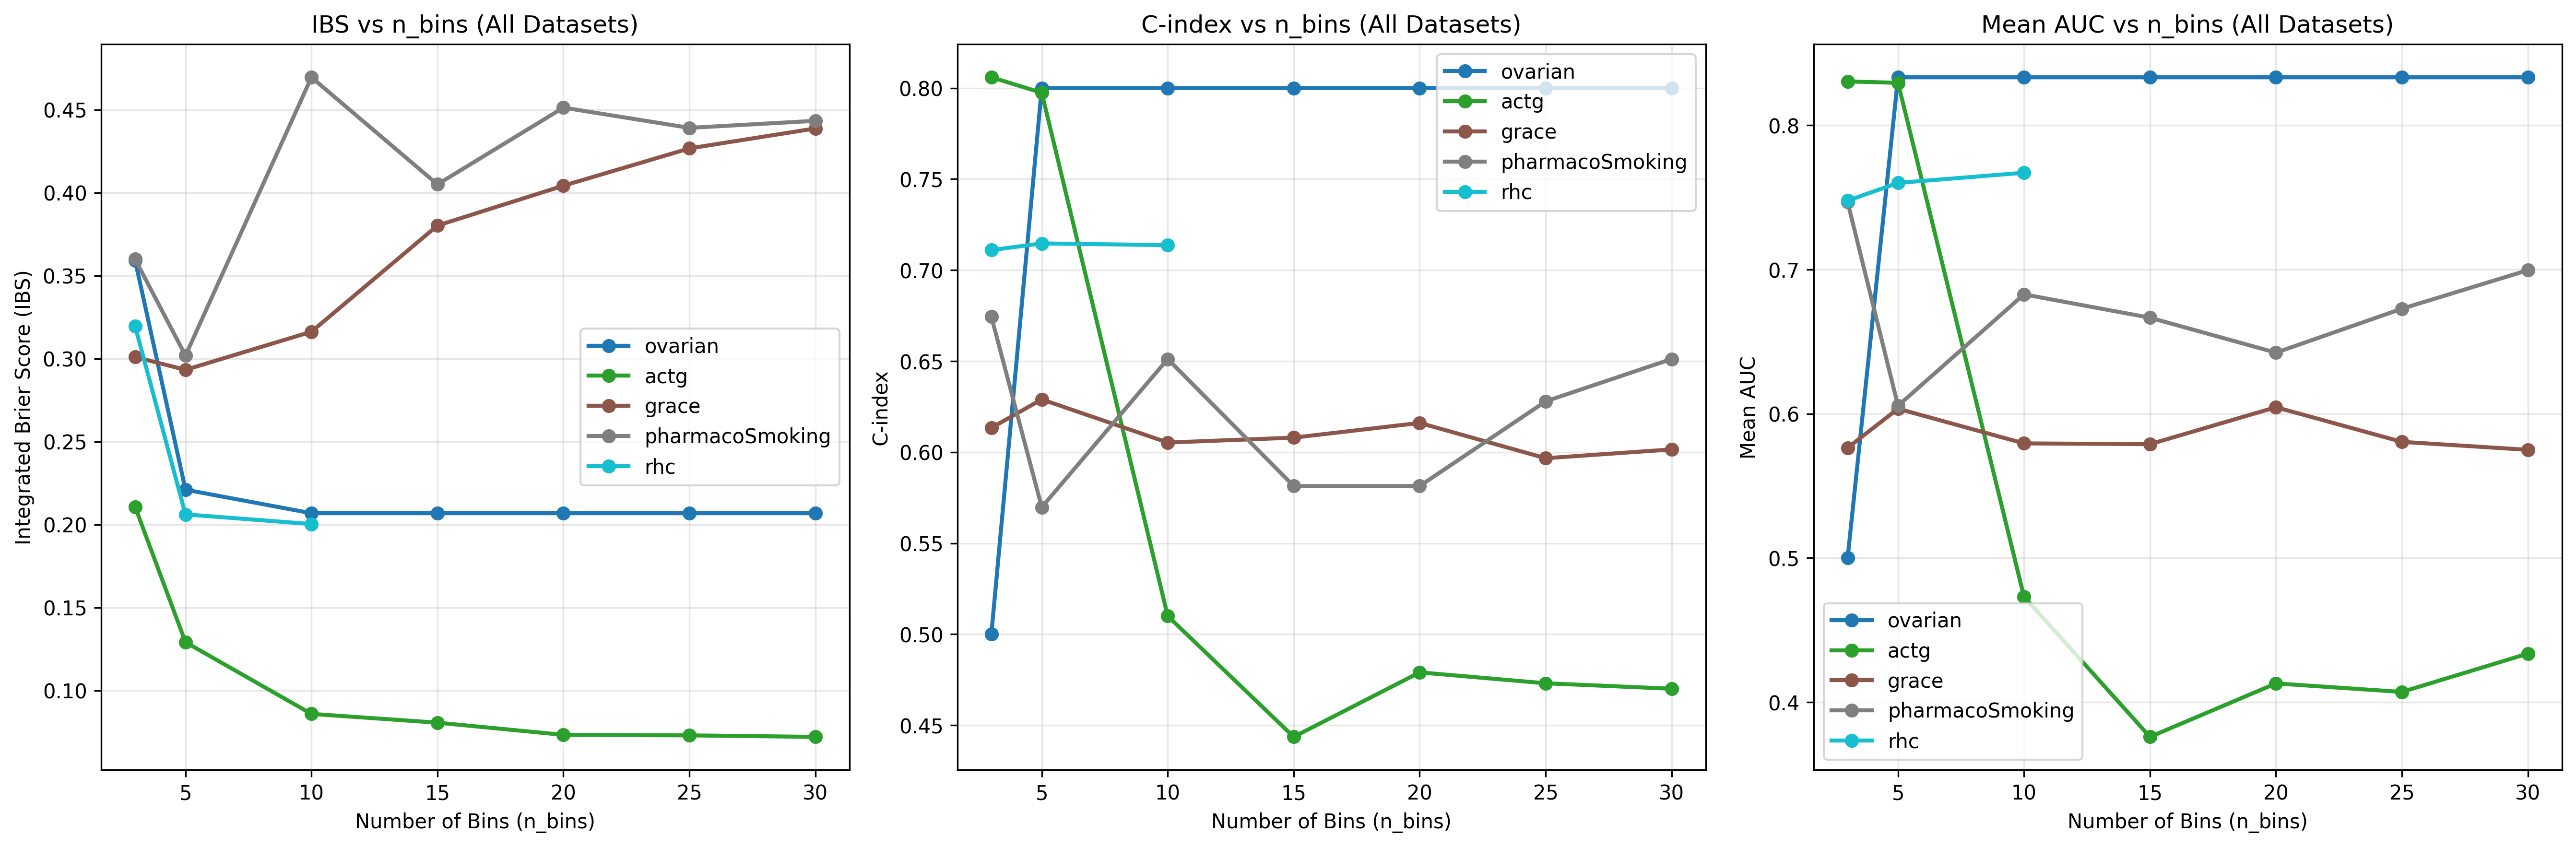 IBS vs n_bins (All Datasets)
Integrated Brier Score (IBS)
0.45
0.40
0.35
0.30
0.25
0.20
0.15
0.10
ovarian
actg
grace
pharmacoSmoking
rhc
5
10
15
20
25
30
Number of Bins (n_bins)
C-index vs n_bins (All Datasets)
C-index
0.80
0.75
0.70
0.65
0.60
0.55
0.50
0.45
ovarian
actg
grace
pharmacoSmoking
rhc
5
10
15
20
25
30
Number of Bins (n_bins)
Mean AUC vs n_bins (All Datasets)
Mean AUC
0.8
0.7
0.6
0.5
0.4
ovarian
actg
grace
pharmacoSmoking
rhc
5
10
15
20
25
30
Number of Bins (n_bins)